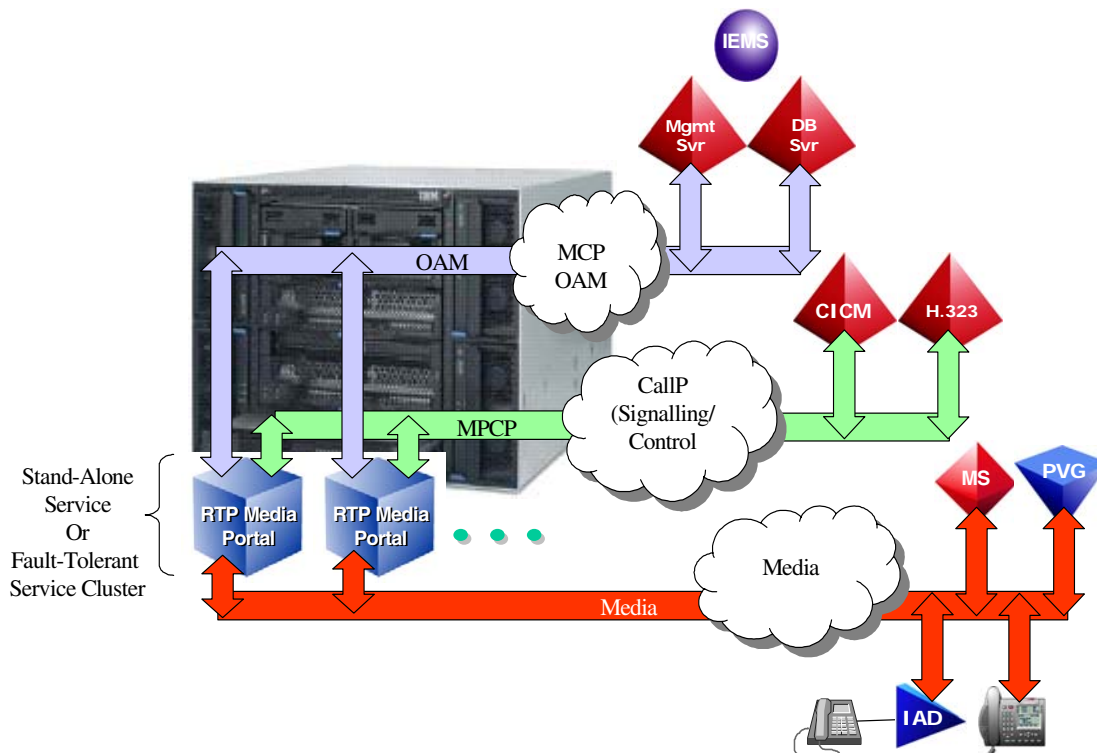 IEMS
Mgmt
Svr
DB
Svr
IBM
OAM
MCP
OAM
CICM
H.323
CallP
(Signalling/
Control
MPCP
Stand-Alone
Service
Or
Fault-Tolerant
Service Cluster
RTP Media
Portal
RTP Media
Portal
MS
PVG
Media
Media
IAD